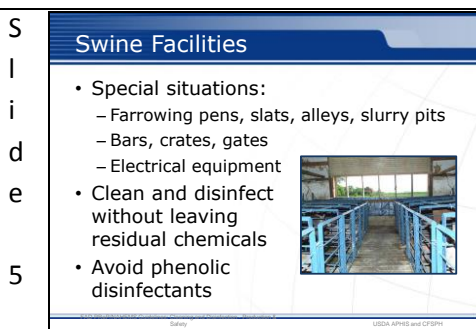 Slide 5
Swine Facilities
• Special situations:
– Farrowing pens, slats, alleys, slurry pits
– Bars, crates, gates
– Electrical equipment
• Clean and disinfect
without leaving
residual chemicals
• Avoid phenolic
disinfectants
Safety
USDA APHIS and CFSPH